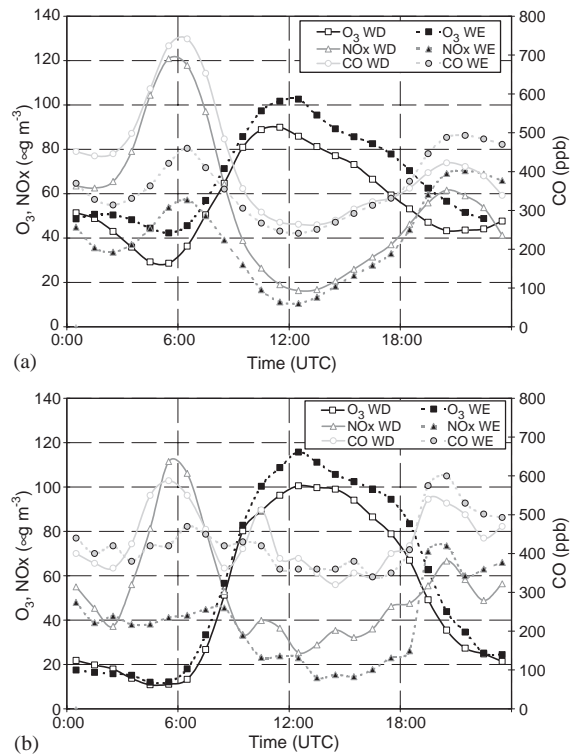 140
120
100
80
60
40
20
0
O3, NOx (∝g m-3)
800
700
600
500
400
300
200
100
0
CO (ppb)
O3 WD
O3 WE
NOx WD
NOx WE
CO WD
CO WE
0:00 6:00 12:00 18:00
Time (UTC)
(a)
140
120
100
80
60
40
20
0
O3, NOx (∝g m-3)
800
700
600
500
400
300
200
100
0
CO (ppb)
O3 WD
O3 WE
NOx WD
NOx WE
CO WD
CO WE
0:00 6:00 12:00 18:00
Time (UTC)
(b)